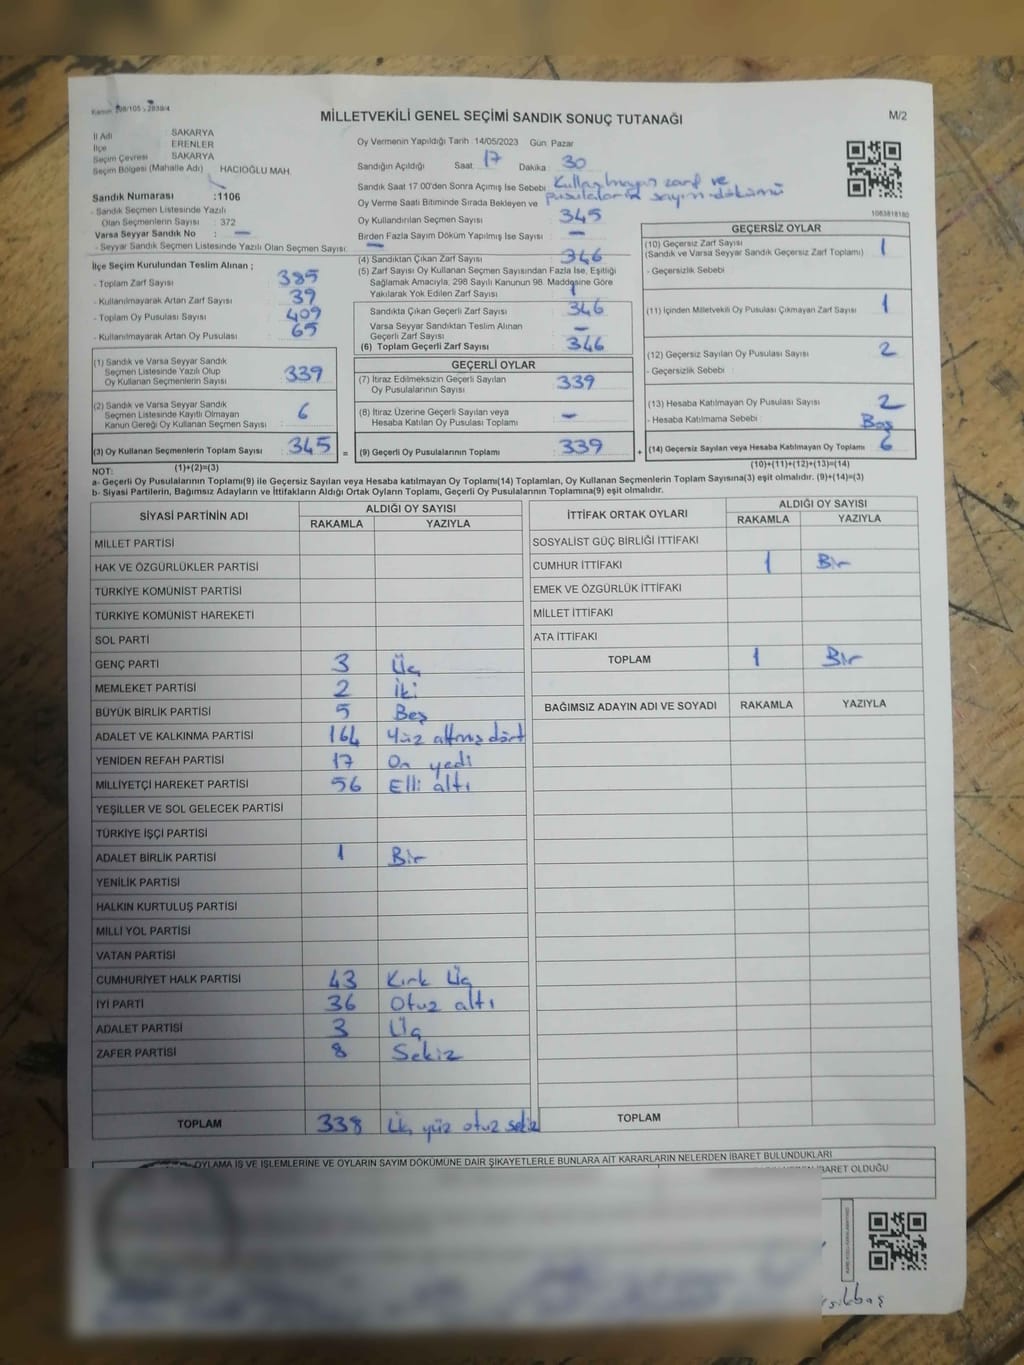 Kanun: 298/105 - 2839/4
MİLLETVEKİLİ GENEL SEÇİMİ SANDIK SONUÇ TUTANAĞI
M/2
İl Adı SAKARYA
İlçe ERENLER
Seçim Çevresi SAKARYA
Seçim Bölgesi (Mahalle Adı) HACIOĞLU MAH.
Sandık Numarası :1106
- Sandık Seçmen Listesinde Yazılı
Olan Seçmenlerin Sayısı : 372
Varsa Seyyar Sandık No : —
- Seyyar Sandık Seçmen Listesinde Yazılı Olan Seçmen Sayısı: —
Oy Vermenin Yapıldığı Tarih : 14/05/2023 Gün: Pazar
Sandığın Açıldığı Saat: 17 Dakika: 30
Sandık Saat 17.00'den Sonra Açımış İse Sebebi Kullanılmayan zarf ve
pusulaların sayım dökümü
Oy Verme Saati Bitiminde Sırada Bekleyen ve
Oy Kullandırılan Seçmen Sayısı 345
Birden Fazla Sayım Döküm Yapılmış İse Sayısı : —
1063818180
İlçe Seçim Kurulundan Teslim Alınan ;
- Toplam Zarf Sayısı : 385
- Kullanılmayarak Artan Zarf Sayısı : 39
- Toplam Oy Pusulası Sayısı : 409
- Kullanılmayarak Artan Oy Pusulası : 65
(1) Sandık ve Varsa Seyyar Sandık
Seçmen Listesinde Yazılı Olup
Oy Kullanan Seçmenlerin Sayısı : 339
(2) Sandık ve Varsa Seyyar Sandık
Seçmen Listesinde Kayıtlı Olmayan
Kanun Gereği Oy Kullanan Seçmen Sayısı : 6
(3) Oy Kullanan Seçmenlerin Toplam Sayısı : 345
(1)+(2)=(3)
(4) Sandıktan Çıkan Zarf Sayısı : 346
(5) Zarf Sayısı Oy Kullanan Seçmen Sayısından Fazla İse, Eşitliği
Sağlamak Amacıyla, 298 Sayılı Kanunun 98. Maddesine Göre
Yakılarak Yok Edilen Zarf Sayısı : 1
Sandıkta Çıkan Geçerli Zarf Sayısı : 346
Varsa Seyyar Sandıktan Teslim Alınan
Geçerli Zarf Sayısı : —
(6) Toplam Geçerli Zarf Sayısı : 346
GEÇERLİ OYLAR
(7) İtiraz Edilmeksizin Geçerli Sayılan
Oy Pusulalarının Sayısı : 339
(8) İtiraz Üzerine Geçerli Sayılan veya
Hesaba Katılan Oy Pusulası Toplamı : —
= (9) Geçerli Oy Pusulalarının Toplamı : 339 +
GEÇERSİZ OYLAR
(10) Geçersiz Zarf Sayısı
(Sandık ve Varsa Seyyar Sandık Geçersiz Zarf Toplamı) : 1
- Geçersizlik Sebebi :
(11) İçinden Milletvekili Oy Pusulası Çıkmayan Zarf Sayısı : 1
(12) Geçersiz Sayılan Oy Pusulası Sayısı : 2
- Geçersizlik Sebebi :
(13) Hesaba Katılmayan Oy Pusulası Sayısı : 2
- Hesaba Katılmama Sebebi : Boş
(14) Geçersiz Sayılan veya Hesaba Katılmayan Oy Toplamı : 6
(10)+(11)+(12)+(13)=(14)
NOT:
a- Geçerli Oy Pusulalarının Toplamı(9) ile Geçersiz Sayılan veya Hesaba katılmayan Oy Toplamı(14) Toplamları, Oy Kullanan Seçmenlerin Toplam Sayısına(3) eşit olmalıdır. (9)+(14)=(3)
b- Siyasi Partilerin, Bağımsız Adayların ve İttifakların Aldığı Ortak Oyların Toplamı, Geçerli Oy Pusulalarının Toplamına(9) eşit olmalıdır.
SİYASİ PARTİNİN ADI ALDIĞI OY SAYISI
RAKAMLA YAZIYLA
MİLLET PARTİSİ
HAK VE ÖZGÜRLÜKLER PARTİSİ
TÜRKİYE KOMÜNİST PARTİSİ
TÜRKİYE KOMÜNİST HAREKETİ
SOL PARTİ
GENÇ PARTİ 3 Üç
MEMLEKET PARTİSİ 2 İki
BÜYÜK BİRLİK PARTİSİ 5 Beş
ADALET VE KALKINMA PARTİSİ 164 Yüz altmış dört
YENİDEN REFAH PARTİSİ 17 On yedi
MİLLİYETÇİ HAREKET PARTİSİ 56 Elli altı
YEŞİLLER VE SOL GELECEK PARTİSİ
TÜRKİYE İŞÇİ PARTİSİ
ADALET BİRLİK PARTİSİ 1 Bir
YENİLİK PARTİSİ
HALKIN KURTULUŞ PARTİSİ
MİLLİ YOL PARTİSİ
VATAN PARTİSİ
CUMHURİYET HALK PARTİSİ 43 Kırk Üç
İYİ PARTİ 36 Otuz altı
ADALET PARTİSİ 3 Üç
ZAFER PARTİSİ 8 Sekiz
TOPLAM 338 Üç yüz otuz sekiz
İTTİFAK ORTAK OYLARI ALDIĞI OY SAYISI
RAKAMLA YAZIYLA
SOSYALİST GÜÇ BİRLİĞİ İTTİFAKI
CUMHUR İTTİFAKI 1 Bir
EMEK VE ÖZGÜRLÜK İTTİFAKI
MİLLET İTTİFAKI
ATA İTTİFAKI
TOPLAM 1 Bir
BAĞIMSIZ ADAYIN ADI VE SOYADI RAKAMLA YAZIYLA
TOPLAM
OYLAMA İŞ VE İŞLEMLERİNE VE OYLARIN SAYIM DÖKÜMÜNE DAİR ŞİKAYETLERLE BUNLARA AİT KARARLARIN NELERDEN İBARET BULUNDUKLARI
İBARET OLDUĞU